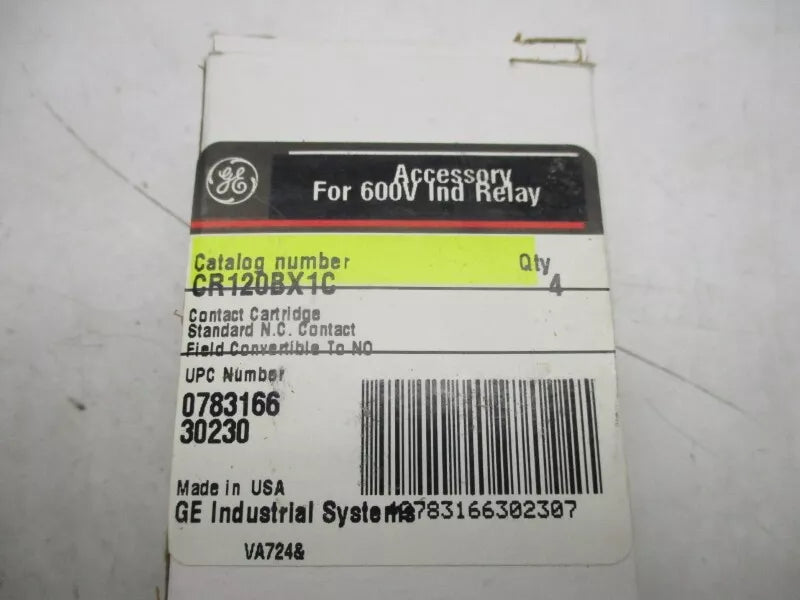 GE
Accessory
For 600V Ind Relay
Catalog number Qty
CR120BX1C 4
Contact Cartridge
Standard N.C. Contact
Field Convertible To NO
UPC Number
0783166
30230
Made in USA
GE Industrial Systems
VA724&